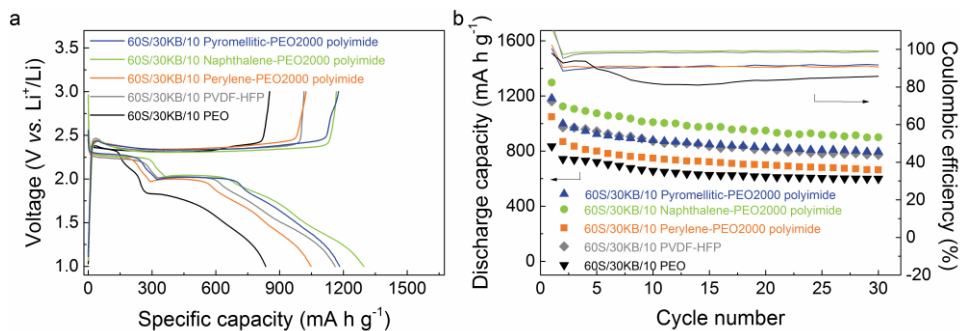 a
3.5
3.0
2.5
2.0
1.5
1.0
Voltage (V vs. Li⁺/Li)
60S/30KB/10 Pyromellitic-PEO2000 polyimide
60S/30KB/10 Naphthalene-PEO2000 polyimide
60S/30KB/10 Perylene-PEO2000 polyimide
60S/30KB/10 PVDF-HFP
60S/30KB/10 PEO
0 300 600 900 1200 1500
Specific capacity (mA h g⁻¹)
b
1600
1400
1200
1000
800
600
400
Discharge capacity (mA h g⁻¹)
60S/30KB/10 Pyromellitic-PEO2000 polyimide
60S/30KB/10 Naphthalene-PEO2000 polyimide
60S/30KB/10 Perylene-PEO2000 polyimide
60S/30KB/10 PVDF-HFP
60S/30KB/10 PEO
0 5 10 15 20 25 30
Cycle number
100
80
60
40
20
0
-20
Coulombic efficiency (%)